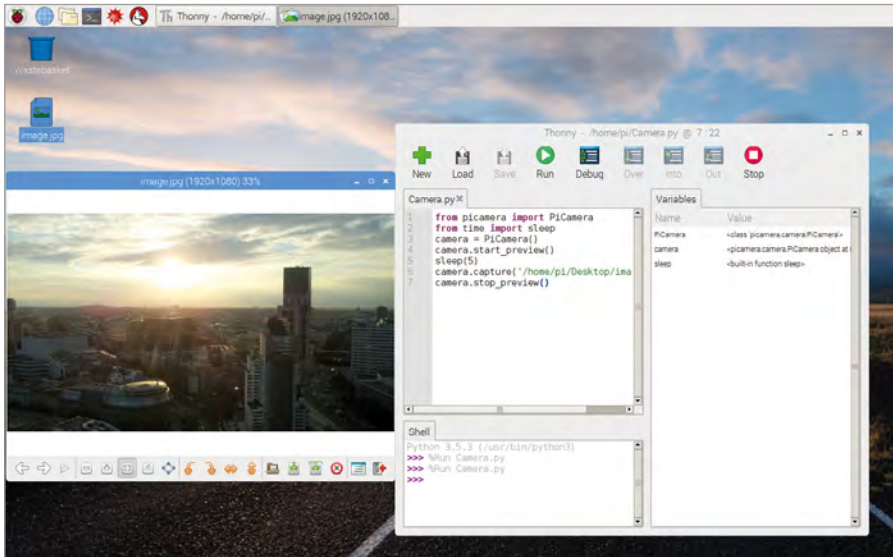 Thonny - /home/pi/...
image.jpg (1920x108...
Wastebasket
image.jpg
image.jpg (1920x1080) 33%
Thonny - /home/pi/Camera.py @ 7 : 22
New Load Save Run Debug Over Into Out Stop
Camera.py
1 from picamera import PiCamera
2 from time import sleep
3 camera = PiCamera()
4 camera.start_preview()
5 sleep(5)
6 camera.capture('/home/pi/Desktop/ima
7 camera.stop_preview()
Variables
Name Value
PiCamera <class 'picamera.camera.PiCamera'>
camera <picamera.camera.PiCamera object at
sleep <built-in function sleep>
Shell
Python 3.5.3 (/usr/bin/python3)
>>> %Run Camera.py
>>> %Run Camera.py
>>>